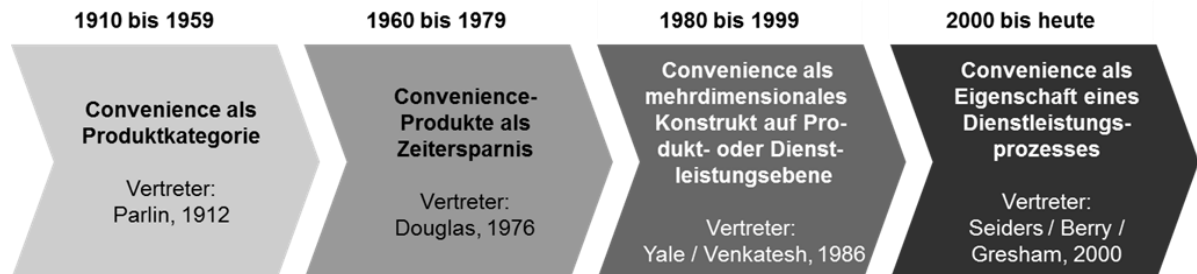 1910 bis 1959
1960 bis 1979
1980 bis 1999
2000 bis heute
Convenience als
Produktkategorie
Vertreter:
Parlin, 1912
Convenience-
Produkte als
Zeitersparnis
Vertreter:
Douglas, 1976
Convenience als
mehrdimensionales
Konstrukt auf Pro-
dukt- oder Dienst-
leistungsebene
Vertreter:
Yale / Venkatesh, 1986
Convenience als
Eigenschaft eines
Dienstleistungs-
prozesses
Vertreter:
Seiders / Berry /
Gresham, 2000